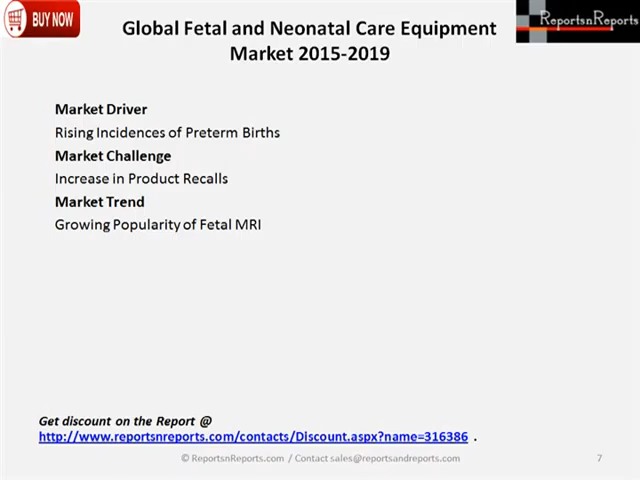 BUY NOW
Global Fetal and Neonatal Care Equipment
Market 2015-2019
ReportsnReports
Market Driver
Rising Incidences of Preterm Births
Market Challenge
Increase in Product Recalls
Market Trend
Growing Popularity of Fetal MRI
Get discount on the Report @
http://www.reportsnreports.com/contacts/Discount.aspx?name=316386 .
© ReportsnReports.com / Contact sales@reportsandreports.com
7